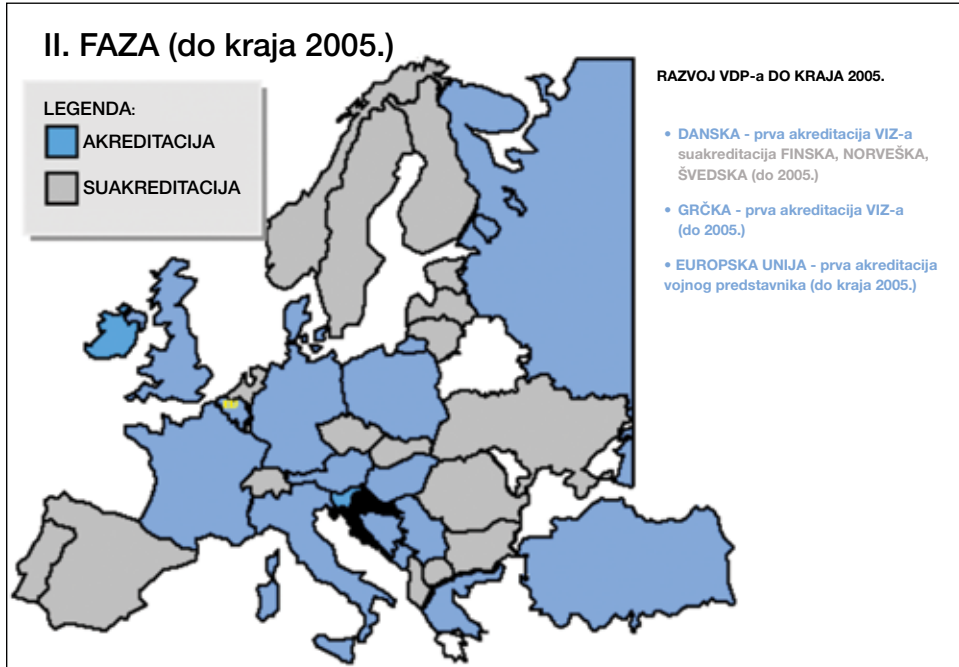 II. FAZA (do kraja 2005.)
LEGENDA:
AKREDITACIJA
SUAKREDITACIJA
RAZVOJ VDP-a DO KRAJA 2005.
• DANSKA - prva akreditacija VIZ-a
suakreditacija FINSKA, NORVEŠKA,
ŠVEDSKA (do 2005.)
• GRČKA - prva akreditacija VIZ-a
(do 2005.)
• EUROPSKA UNIJA - prva akreditacija
vojnog predstavnika (do kraja 2005.)